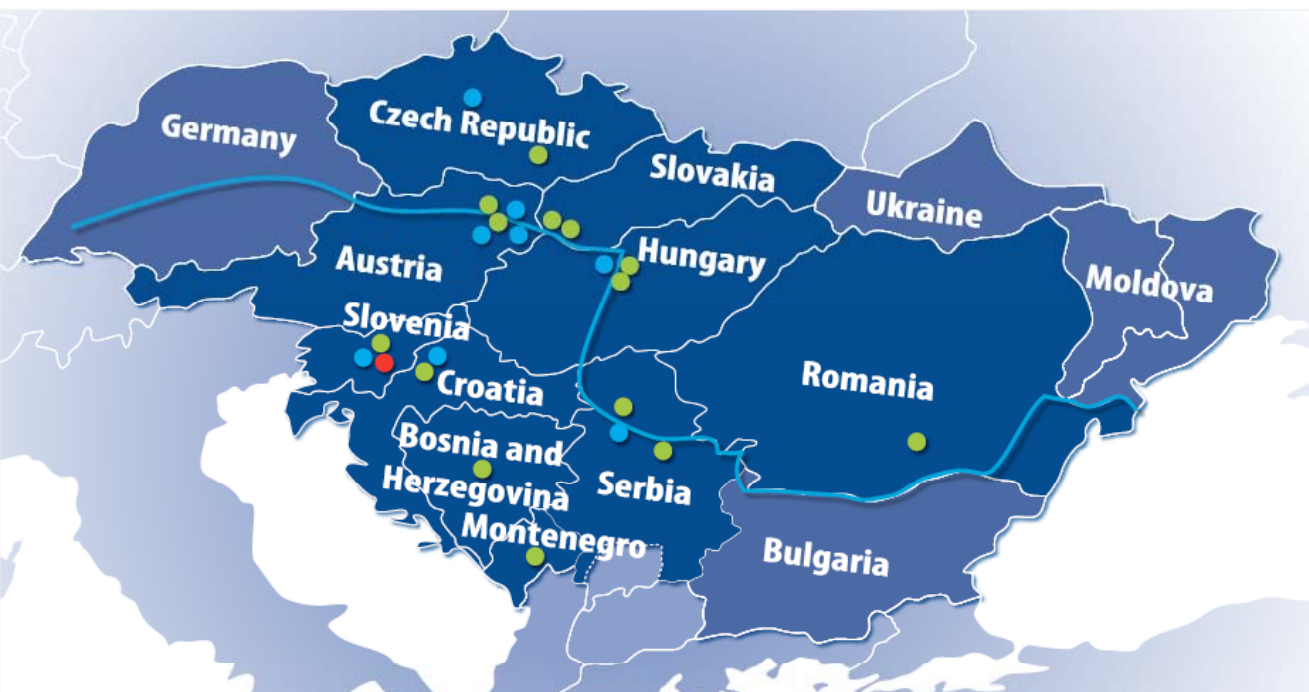 Czech Republic
Germany
Slovakia
Ukraine
Hungary
Austria
Moldova
Slovenia
Romania
Croatia
Bosnia and
Herzegovina
Serbia
Montenegro
Bulgaria